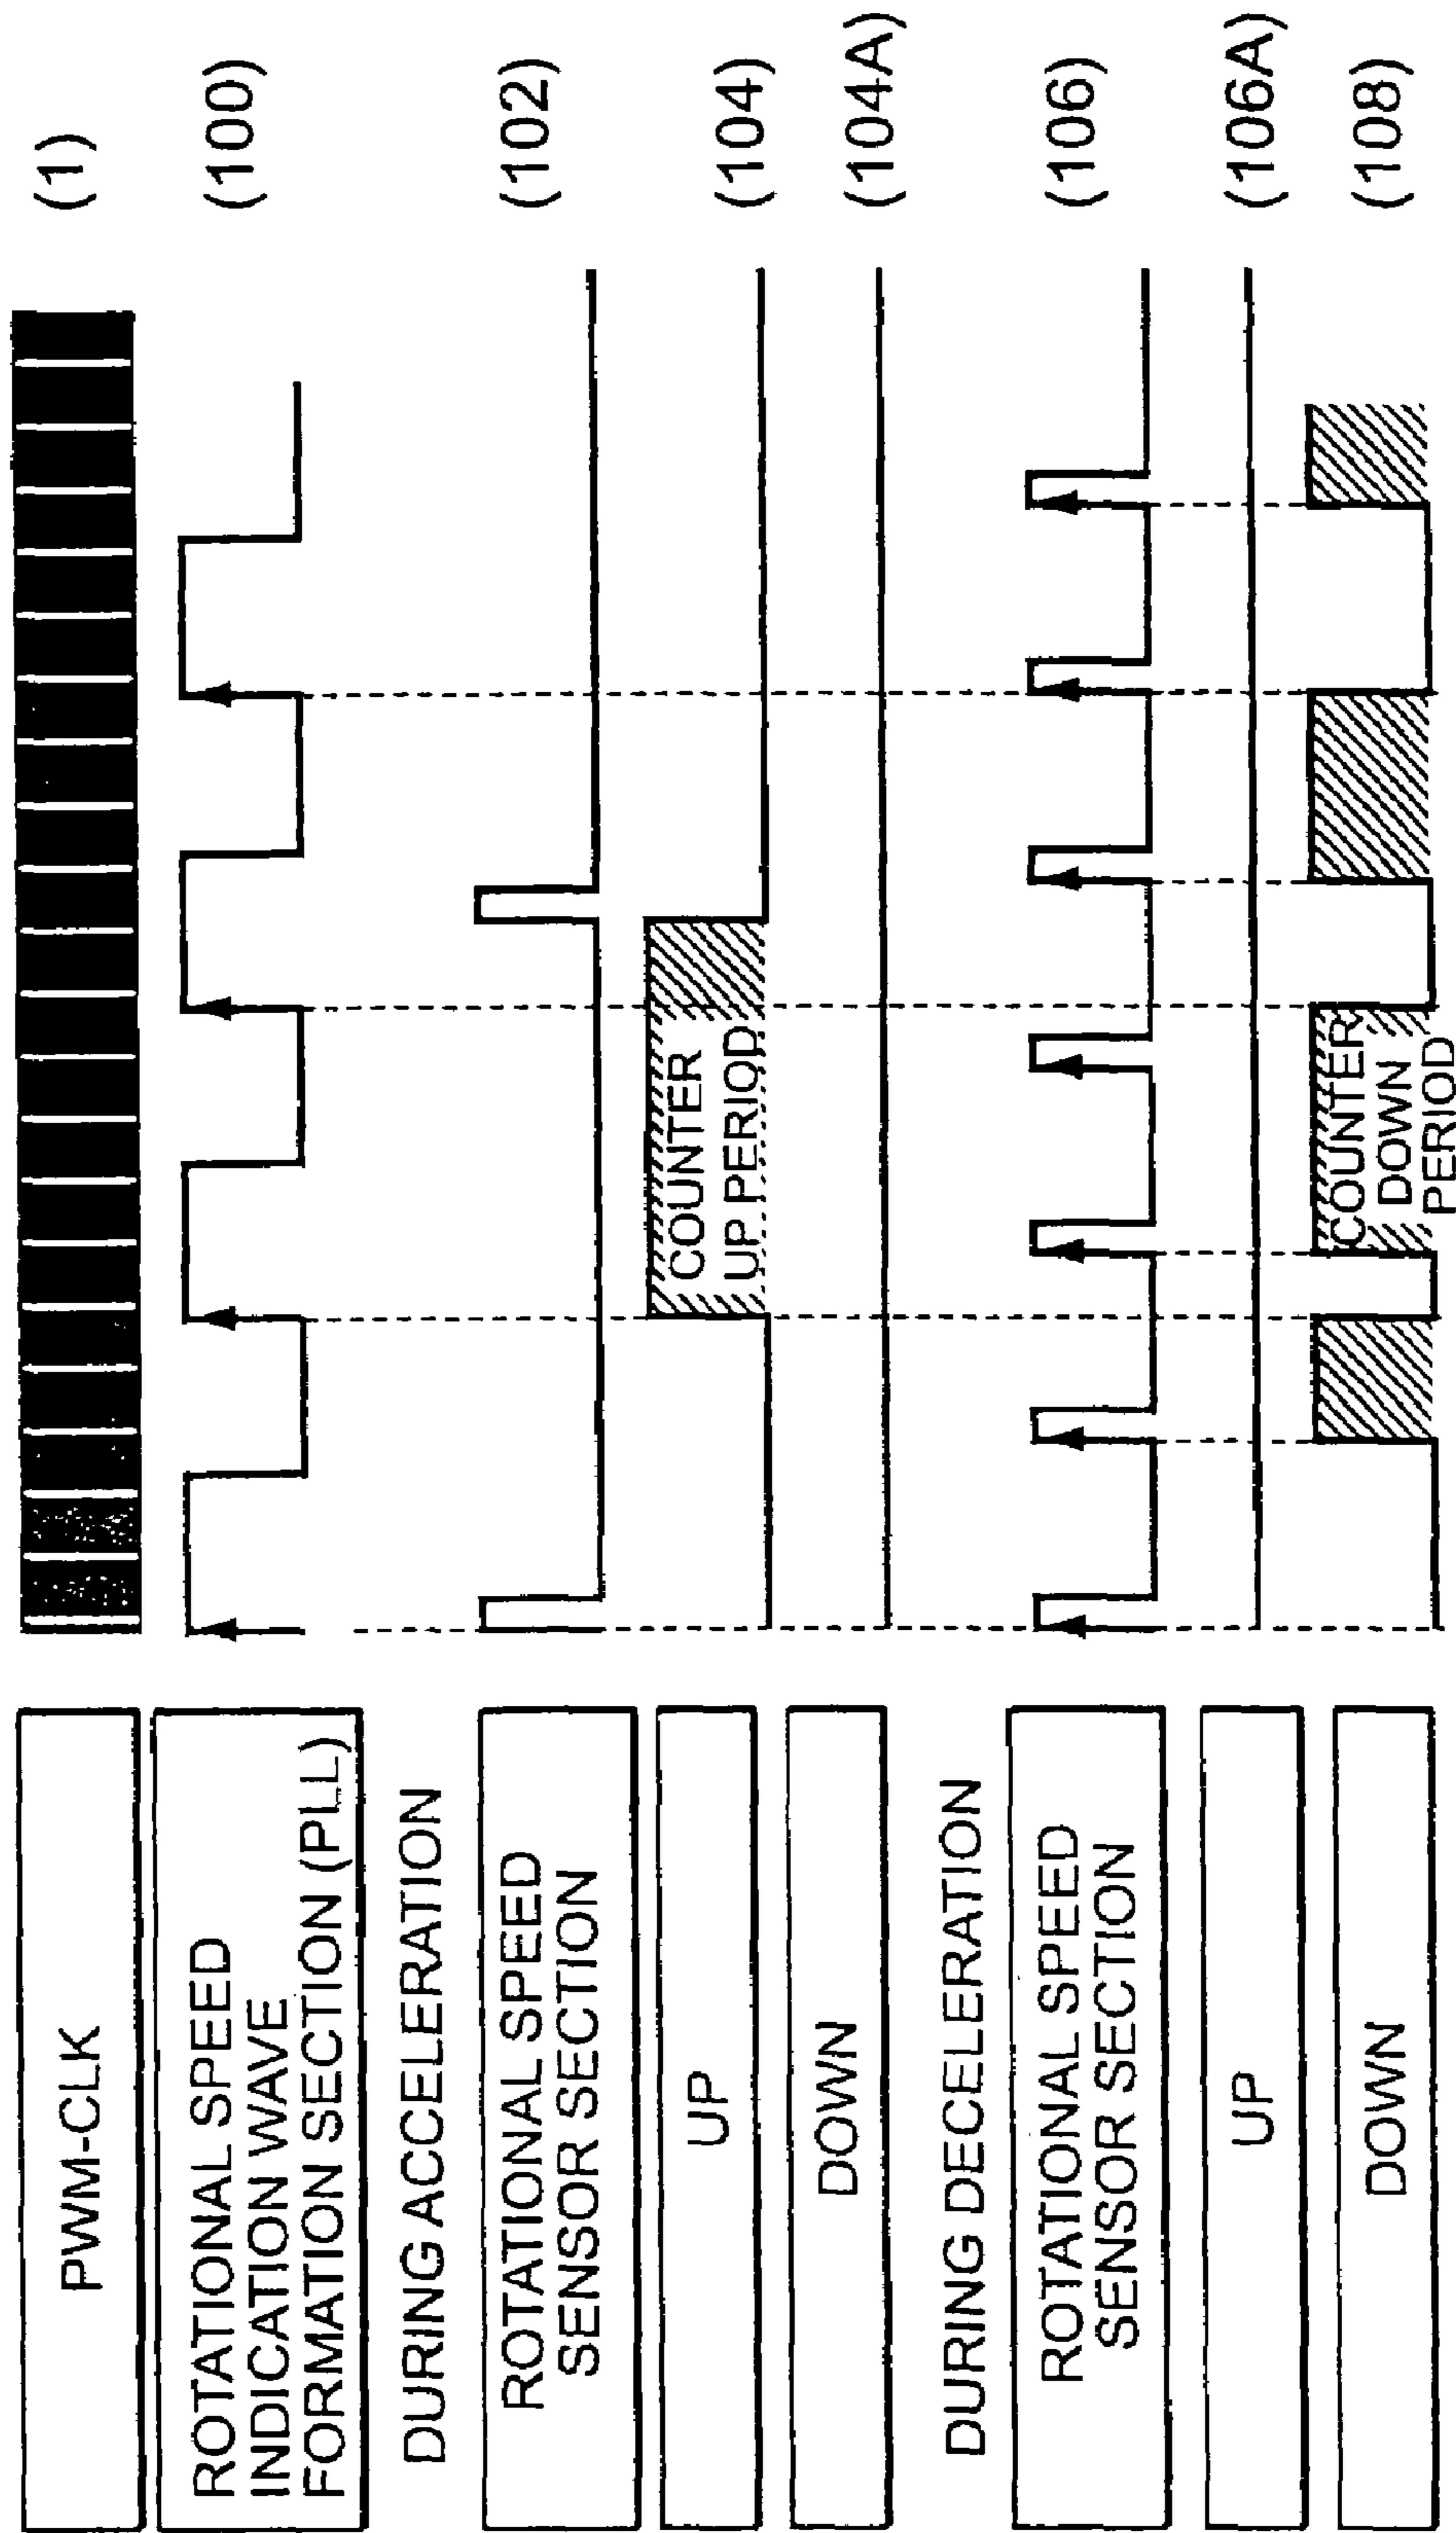 PWM-CLK
(1)
ROTATIONAL SPEED
INDICATION WAVE
FORMATION SECTION (PLL)
(100)
DURING ACCELERATION
ROTATIONAL SPEED
SENSOR SECTION
(102)
UP
COUNTER
UP PERIOD
(104)
DOWN
(104A)
DURING DECELERATION
ROTATIONAL SPEED
SENSOR SECTION
(106)
UP
(106A)
DOWN
COUNTER
DOWN
PERIOD
(108)